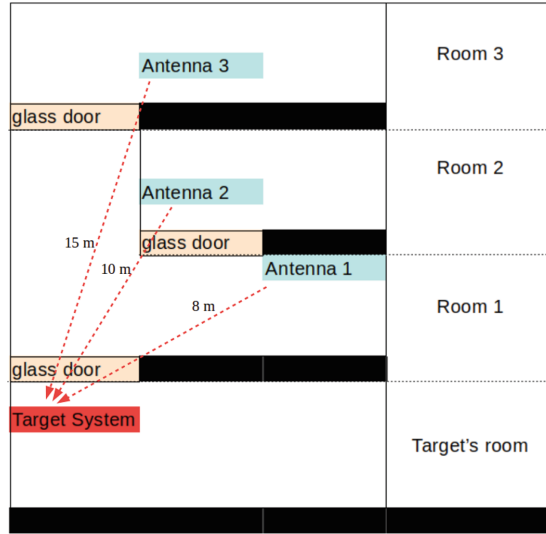 Room 3
Antenna 3
glass door
Room 2
Antenna 2
15 m
glass door
10 m
Antenna 1
8 m
Room 1
glass door
Target System
Target's room